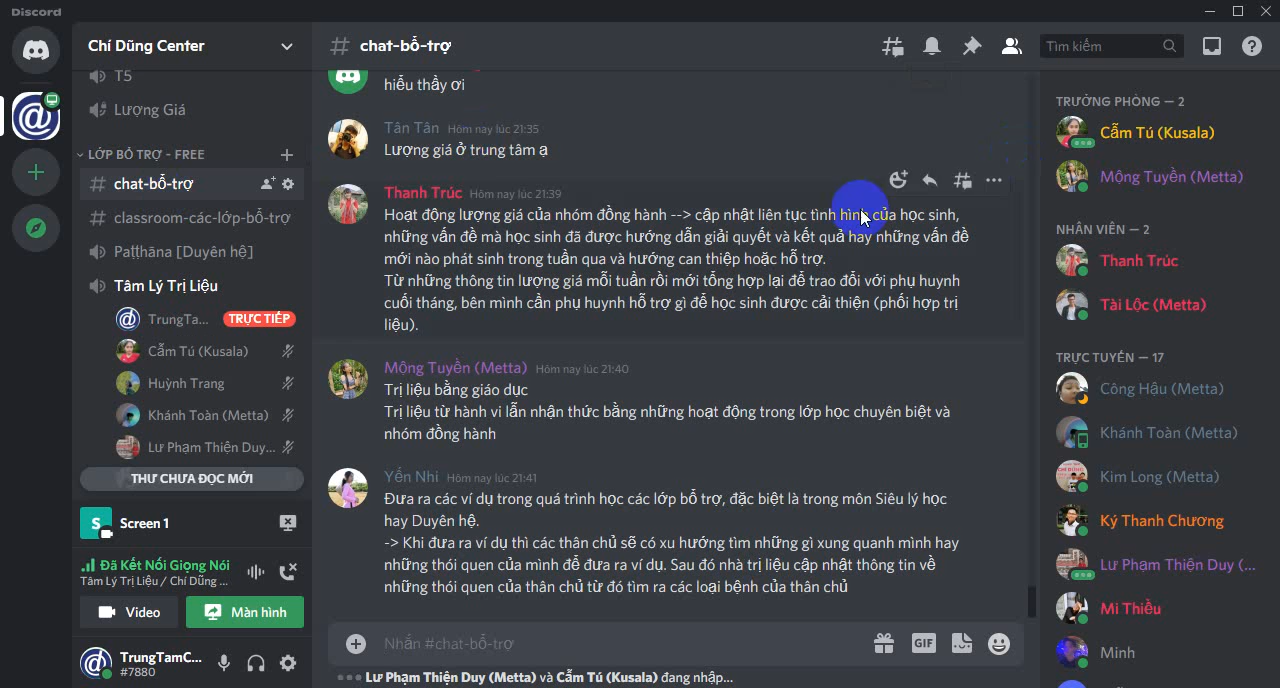 Discord
Chí Dũng Center
T5
Lượng Giá
LỚP BỔ TRỢ - FREE
chat-bổ-trợ
classroom-các-lớp-bổ-trợ
Paṭṭhāna [Duyên hệ]
Tâm Lý Trị Liệu
TrungTa... TRỰC TIẾP
Cẩm Tú (Kusala)
Huỳnh Trang
Khánh Toàn (Metta)
Lư Phạm Thiện Duy...
THƯ CHƯA ĐỌC MỚI
S Screen 1
Đã Kết Nối Giọng Nói
Tâm Lý Trị Liệu / Chí Dũng ...
Video
Màn hình
TrungTamC...
#7880
# chat-bổ-trợ
Tìm kiếm
hiểu thầy ơi
Tân Tân Hôm nay lúc 21:35
Lượng giá ở trung tâm ạ
Thanh Trúc Hôm nay lúc 21:39
Hoạt động lượng giá của nhóm đồng hành --> cập nhật liên tục tình hình của học sinh,
những vấn đề mà học sinh đã được hướng dẫn giải quyết và kết quả hay những vấn đề
mới nào phát sinh trong tuần qua và hướng can thiệp hoặc hỗ trợ.
Từ những thông tin lượng giá mỗi tuần rồi mới tổng hợp lại để trao đổi với phụ huynh
cuối tháng, bên mình cần phụ huynh hỗ trợ gì để học sinh được cải thiện (phối hợp trị
liệu).
Mộng Tuyền (Metta) Hôm nay lúc 21:40
Trị liệu bằng giáo dục
Trị liệu từ hành vi lẫn nhận thức bằng những hoạt động trong lớp học chuyên biệt và
nhóm đồng hành
Yến Nhi Hôm nay lúc 21:41
Đưa ra các ví dụ trong quá trình học các lớp bổ trợ, đặc biệt là trong môn Siêu lý học
hay Duyên hệ.
-> Khi đưa ra ví dụ thì các thân chủ sẽ có xu hướng tìm những gì xung quanh mình hay
những thói quen của mình để đưa ra ví dụ. Sau đó nhà trị liệu cập nhật thông tin về
những thói quen của thân chủ từ đó tìm ra các loại bệnh của thân chủ
Nhắn #chat-bổ-trợ
GIF
Lư Phạm Thiện Duy (Metta) và Cẩm Tú (Kusala) đang nhập...
TRƯỞNG PHÒNG — 2
Cẩm Tú (Kusala)
Mộng Tuyền (Metta)
NHÂN VIÊN — 2
Thanh Trúc
Tài Lộc (Metta)
TRỰC TUYẾN — 17
Công Hậu (Metta)
Khánh Toàn (Metta)
Kim Long (Metta)
Ký Thanh Chương
Lư Phạm Thiện Duy (...
Mi Thiều
Minh